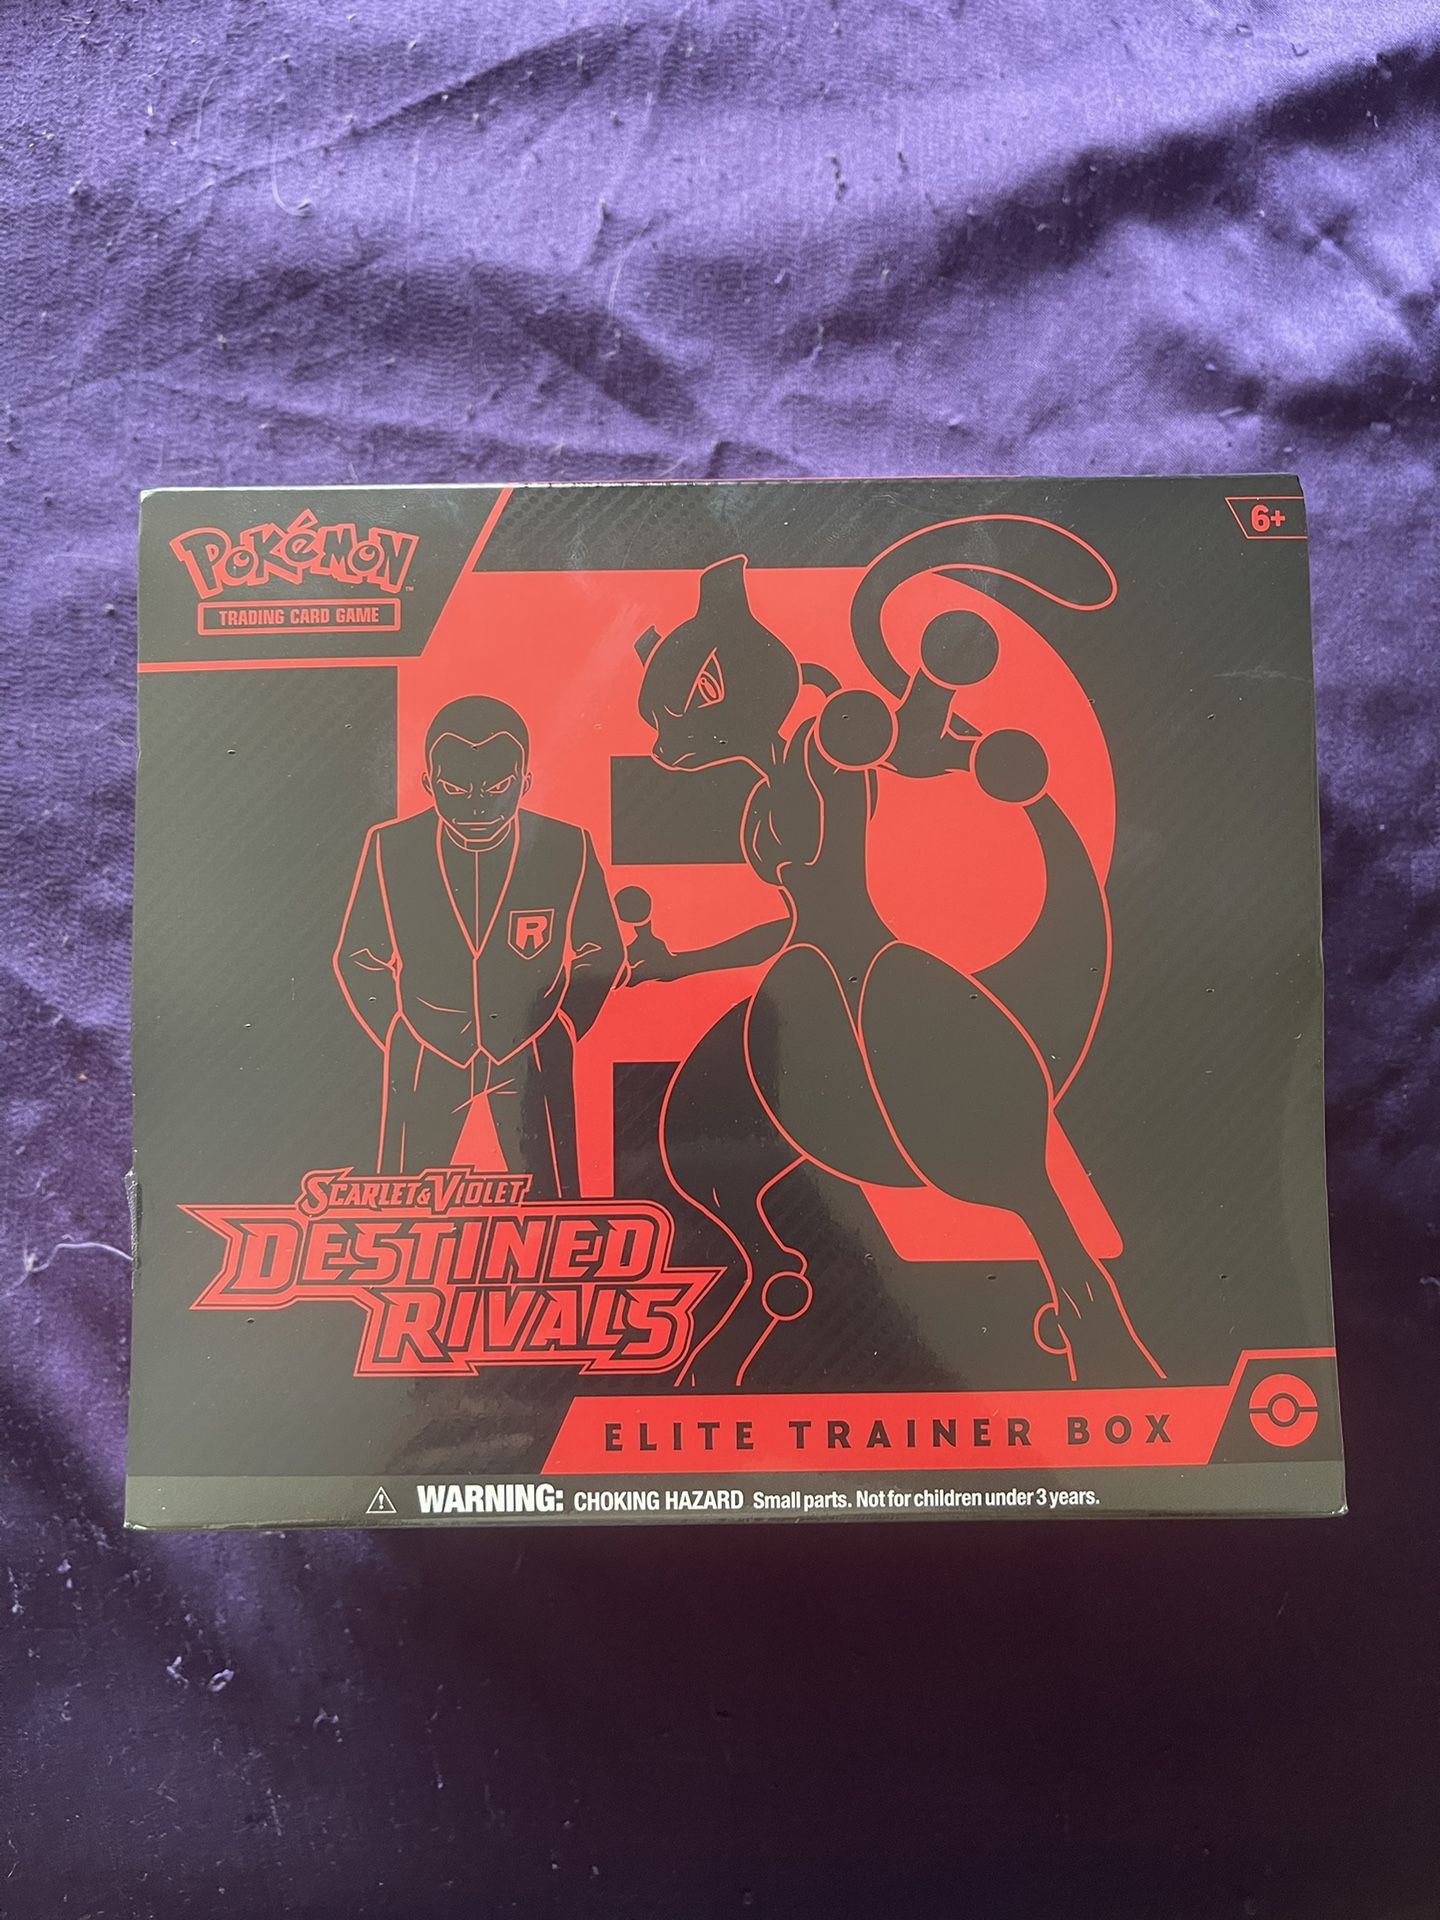 POKéMON™
TRADING CARD GAME
6+
R
SCARLET & VIOLET
DESTINED
RIVALS
ELITE TRAINER BOX
WARNING: CHOKING HAZARD Small parts. Not for children under 3 years.